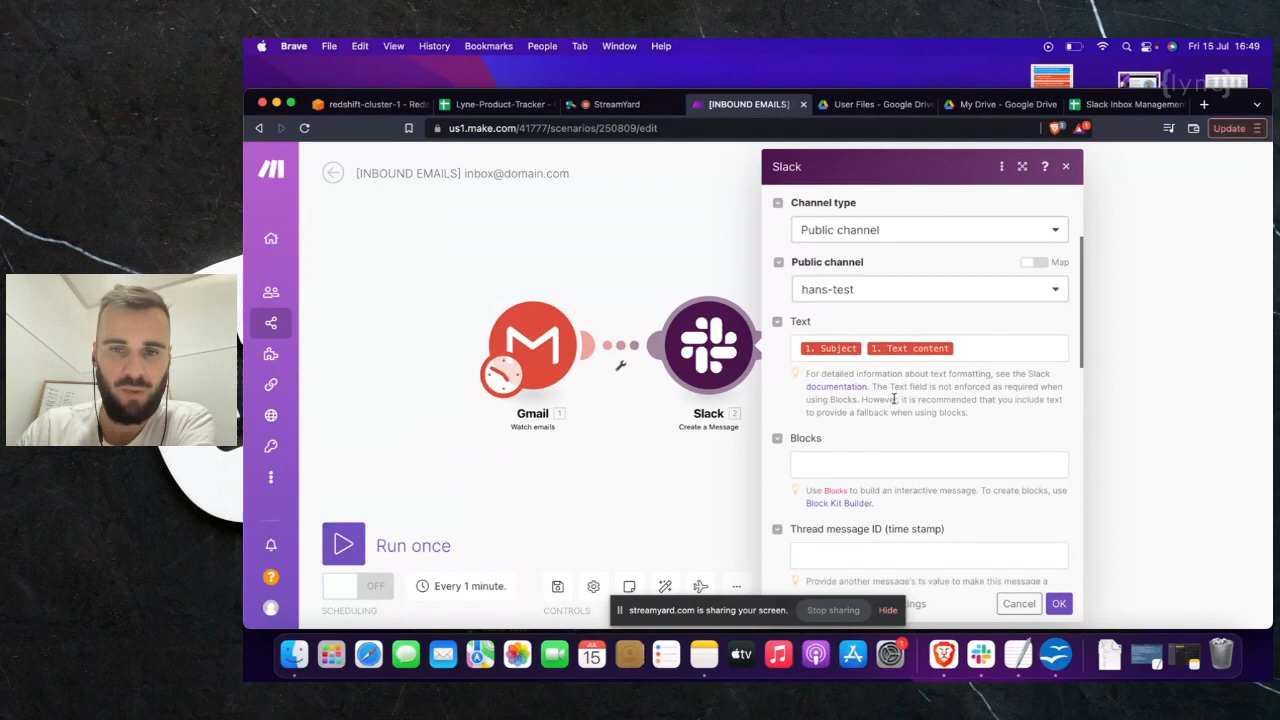 Brave File Edit View History Bookmarks People Tab Window Help
Fri 15 Jul 16:49
{lyne}
redshift-cluster-1 - Reds
Lyne-Product-Tracker -
StreamYard
[INBOUND EMAILS]
User Files - Google Drive
My Drive - Google Drive
Slack Inbox Managemen
us1.make.com/41777/scenarios/250809/edit
Update
[INBOUND EMAILS] inbox@domain.com
Slack
Channel type
Public channel
Public channel
Map
hans-test
Text
1. Subject 1. Text content
For detailed information about text formatting, see the Slack
documentation. The Text field is not enforced as required when
using Blocks. However, it is recommended that you include text
to provide a fallback when using blocks.
Blocks
Use Blocks to build an interactive message. To create blocks, use
Block Kit Builder.
Thread message ID (time stamp)
Provide another message's ts value to make this message a
Cancel
OK
Gmail 1
Watch emails
Slack 2
Create a Message
Run once
OFF
Every 1 minute.
SCHEDULING
CONTROLS
streamyard.com is sharing your screen.
Stop sharing
Hide
JUL
15
tv
1